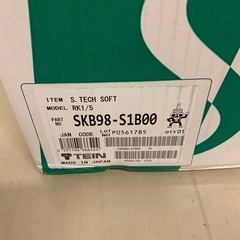 ITEM S.TECH SOFT
MODEL RK1/5
PART NO SKB98-S1B00
JAN CODE LOT NO P0561785 QTY 01
TEIN
MADE IN JAPAN